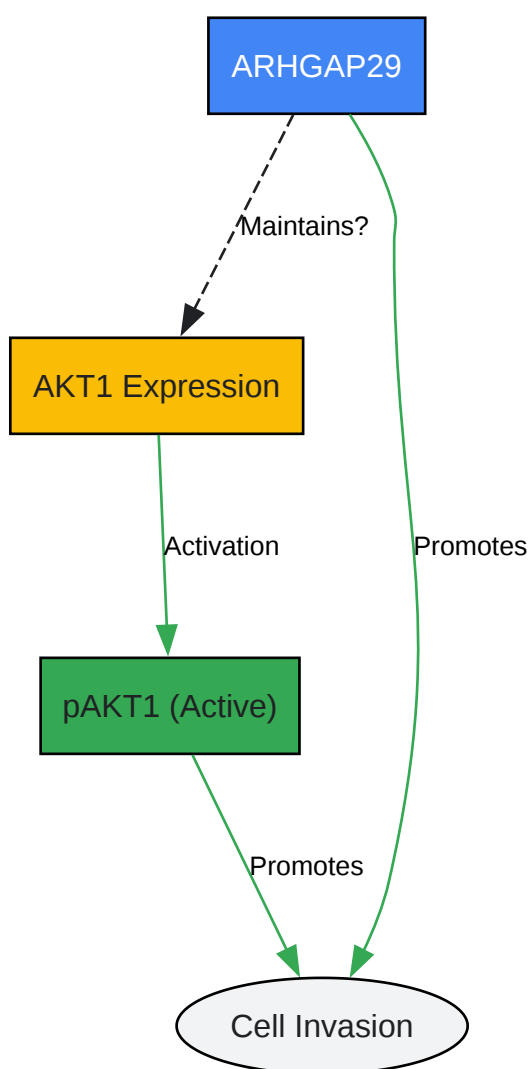 ARHGAP29
Maintains?
AKT1 Expression
Activation
Promotes
pAKT1 (Active)
Promotes
Cell Invasion